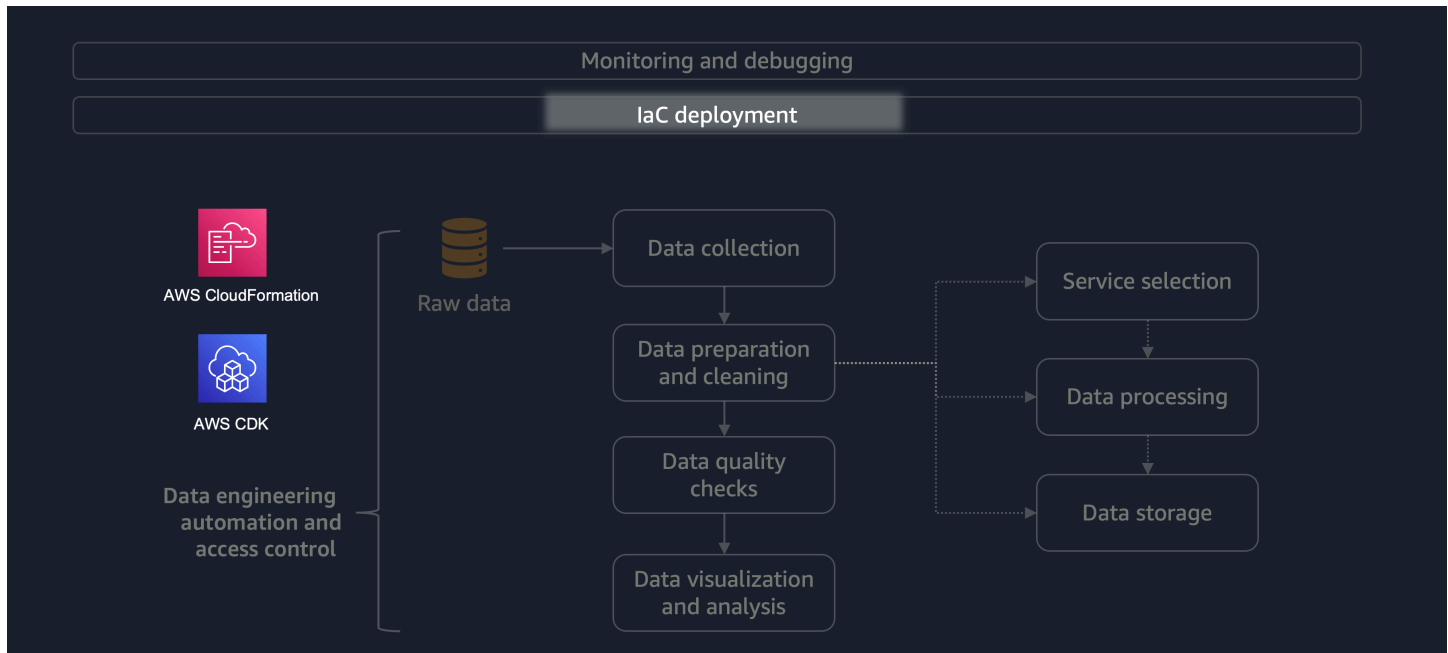 Monitoring and debugging
IaC deployment
AWS CloudFormation
AWS CDK
Data engineering
automation and
access control
Raw data
Data collection
Data preparation
and cleaning
Data quality
checks
Data visualization
and analysis
Service selection
Data processing
Data storage